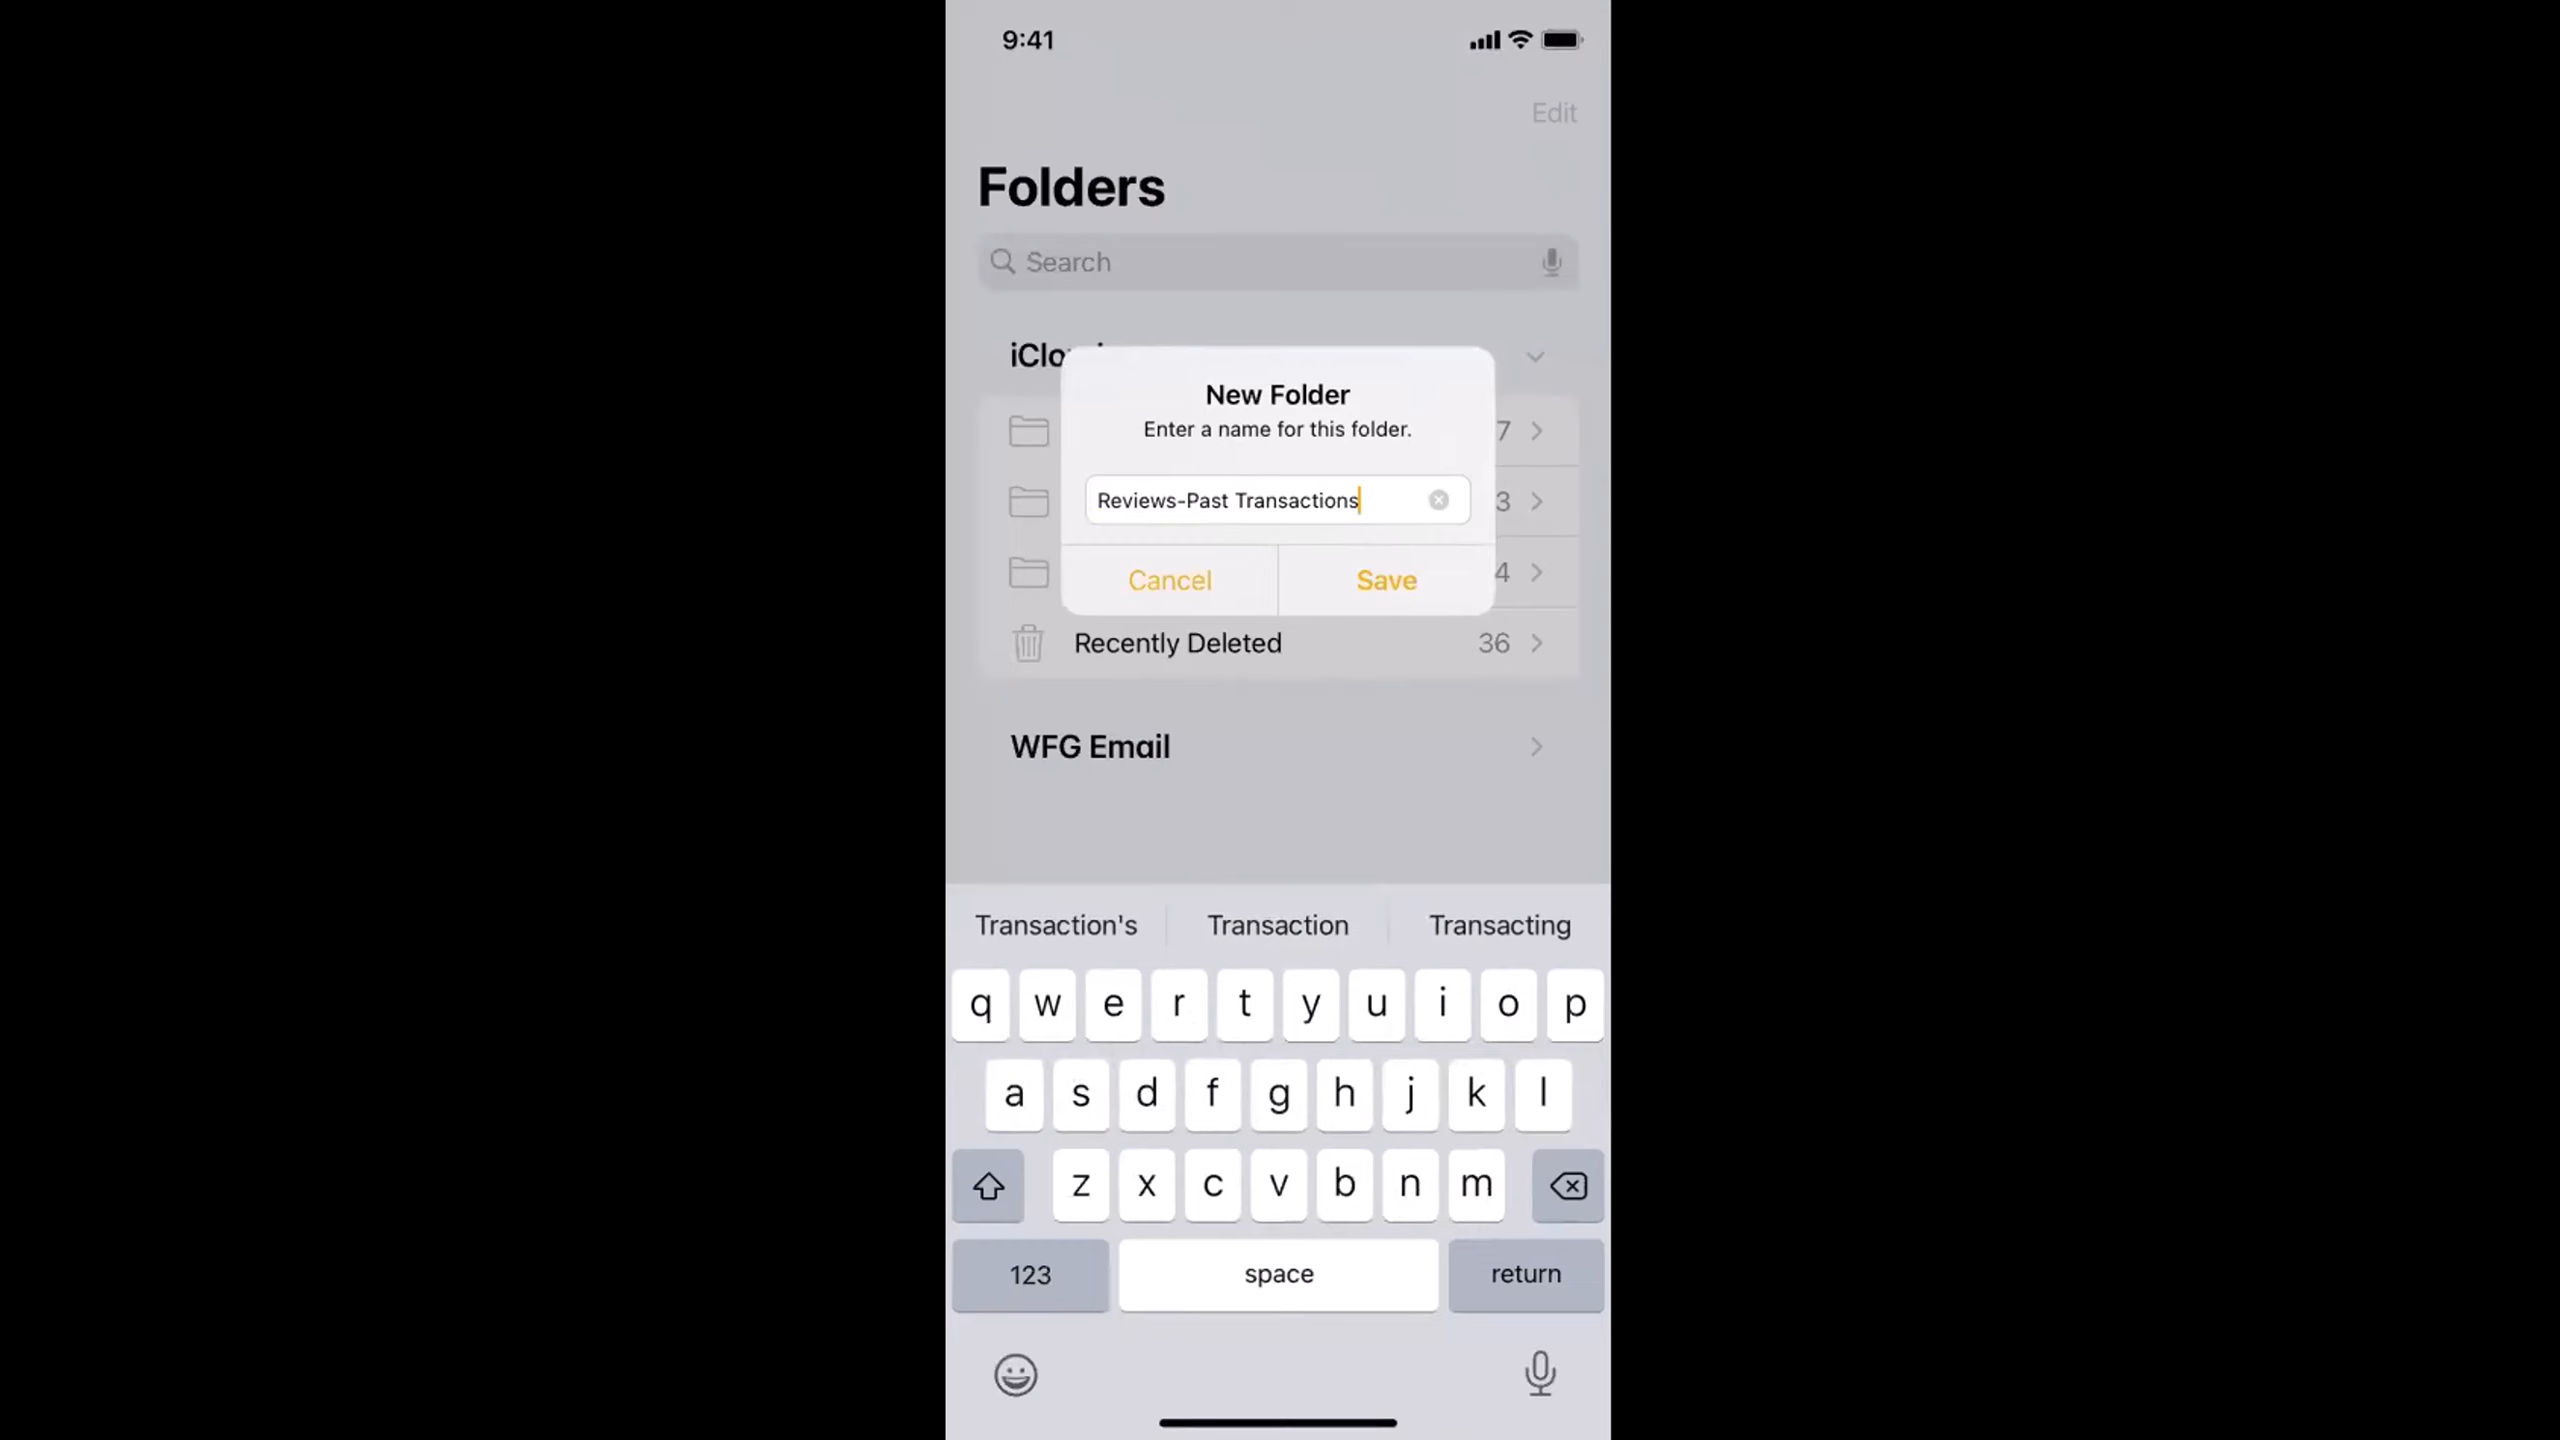 9:41
Edit
Folders
Search
New Folder
Enter a name for this folder.
Reviews-Past Transactions
Cancel
Save
7
3
4
Recently Deleted 36
WFG Email
Transaction's Transaction Transacting
q w e r t y u i o p
a s d f g h j k l
z x c v b n m
123 space return